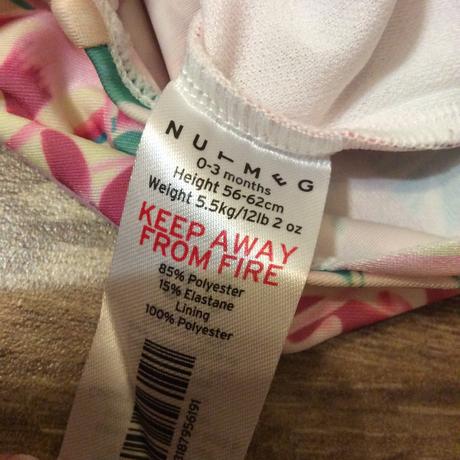 NUTMEG
0-3 months
Height 56-62cm
Weight 5.5kg/12lb 2 oz
KEEP AWAY
FROM FIRE
85% Polyester
15% Elastane
Lining
100% Polyester
3187956191